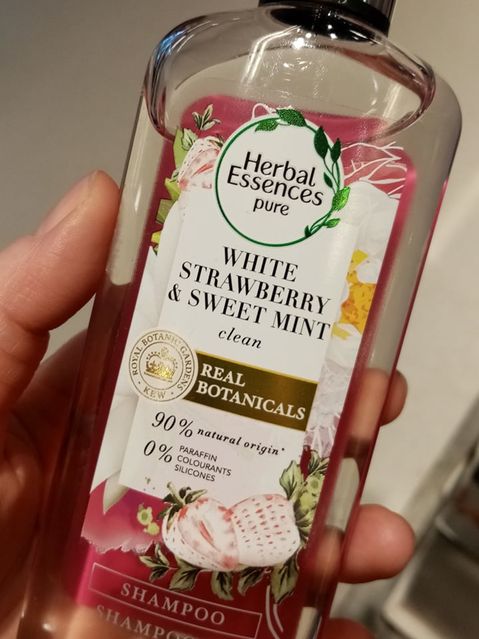 Herbal
Essences
pure
WHITE
STRAWBERRY
& SWEET MINT
clean
ROYAL BOTANIC GARDENS
KEW
REAL
BOTANICALS
90% natural origin*
0% PARAFFIN
COLOURANTS
SILICONES
SHAMPOO
SHAMPOO